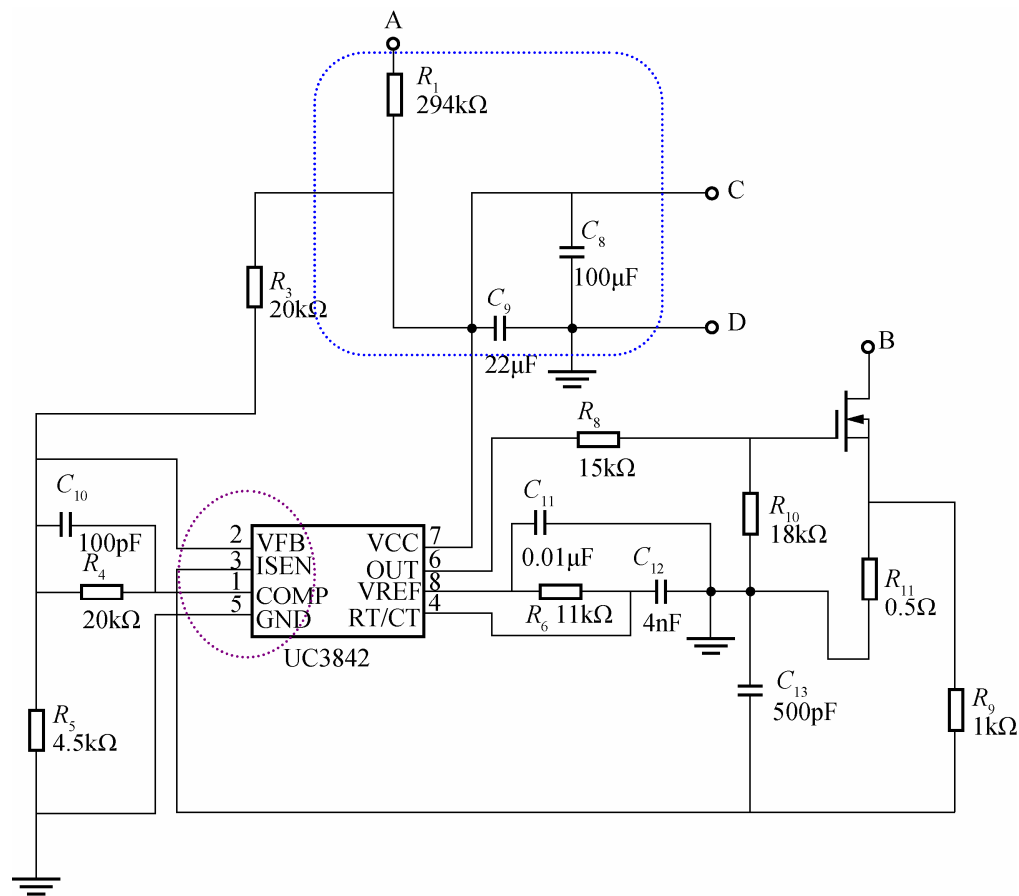 A
R1
294kΩ
C
C8
100μF
R3
20kΩ
C9
22μF
D
B
R8
15kΩ
C10
100pF
C11
0.01μF
R10
18kΩ
2 VFB VCC 7
3 ISEN OUT 6
1 COMP VREF 8
5 GND RT/CT 4
UC3842
R4
20kΩ
R6 11kΩ
C12
4nF
R11
0.5Ω
R5
4.5kΩ
C13
500pF
R9
1kΩ